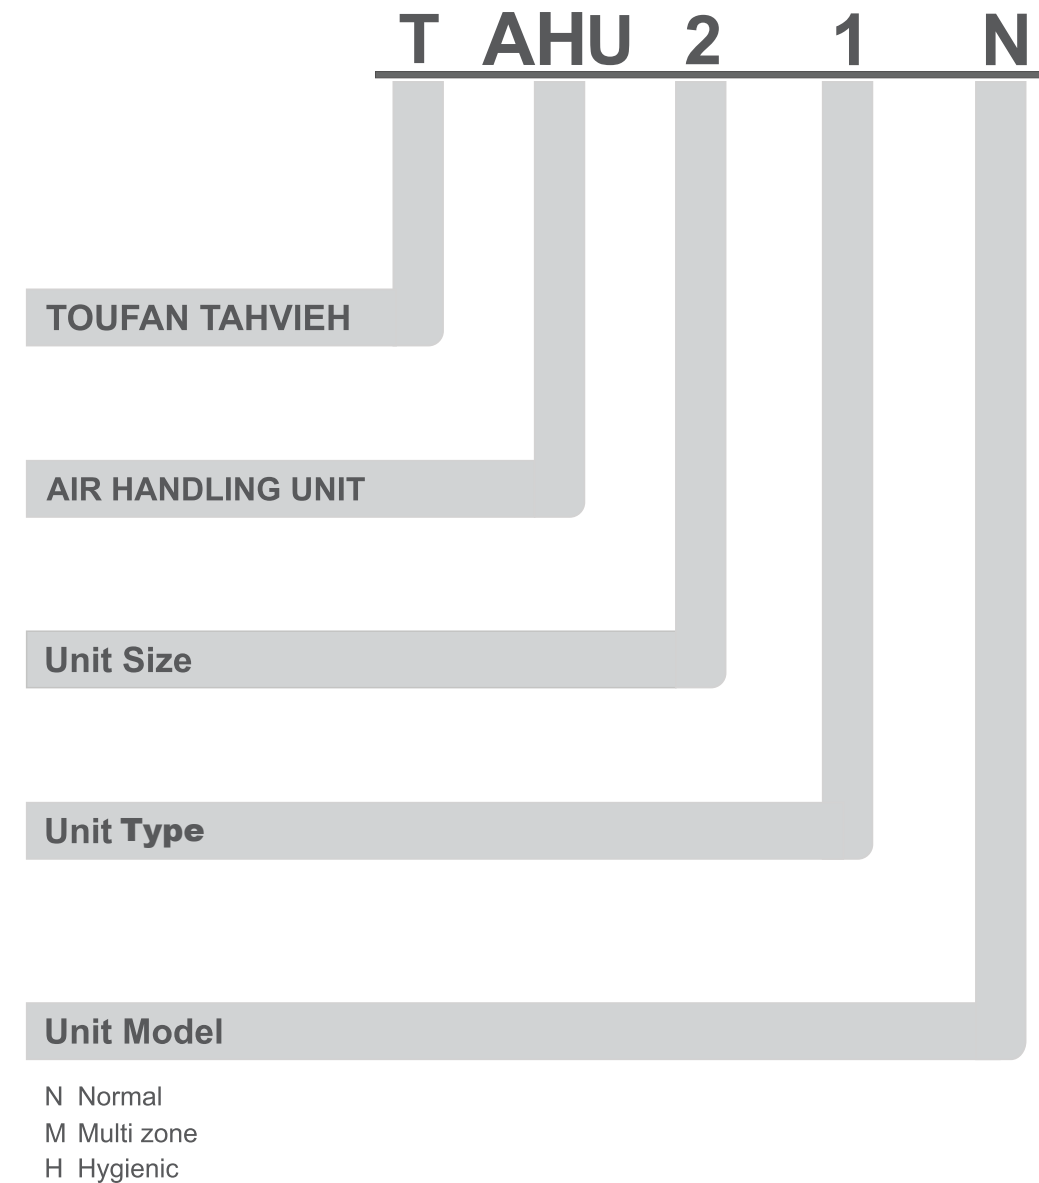 T AHU 2 1 N
TOUFAN TAHVIEH
AIR HANDLING UNIT
Unit Size
Unit Type
Unit Model
N Normal
M Multi zone
H Hygienic